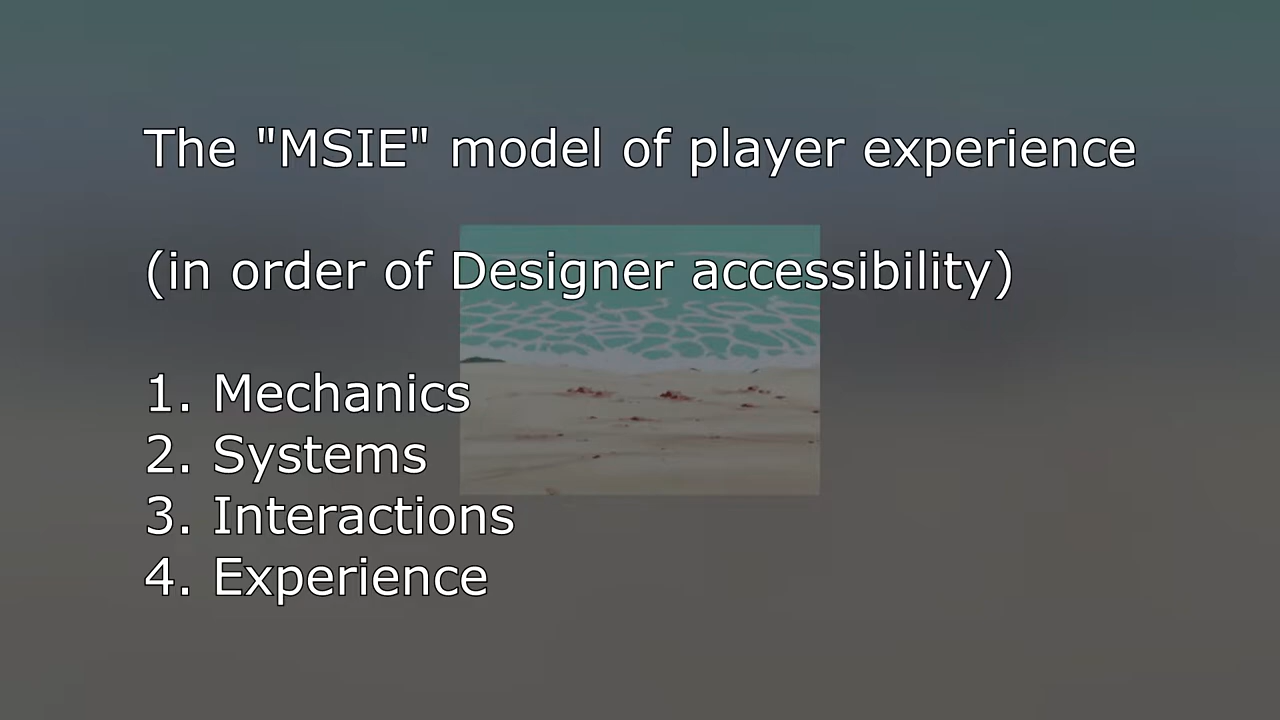 The "MSIE" model of player experience
(in order of Designer accessibility)
1. Mechanics
2. Systems
3. Interactions
4. Experience